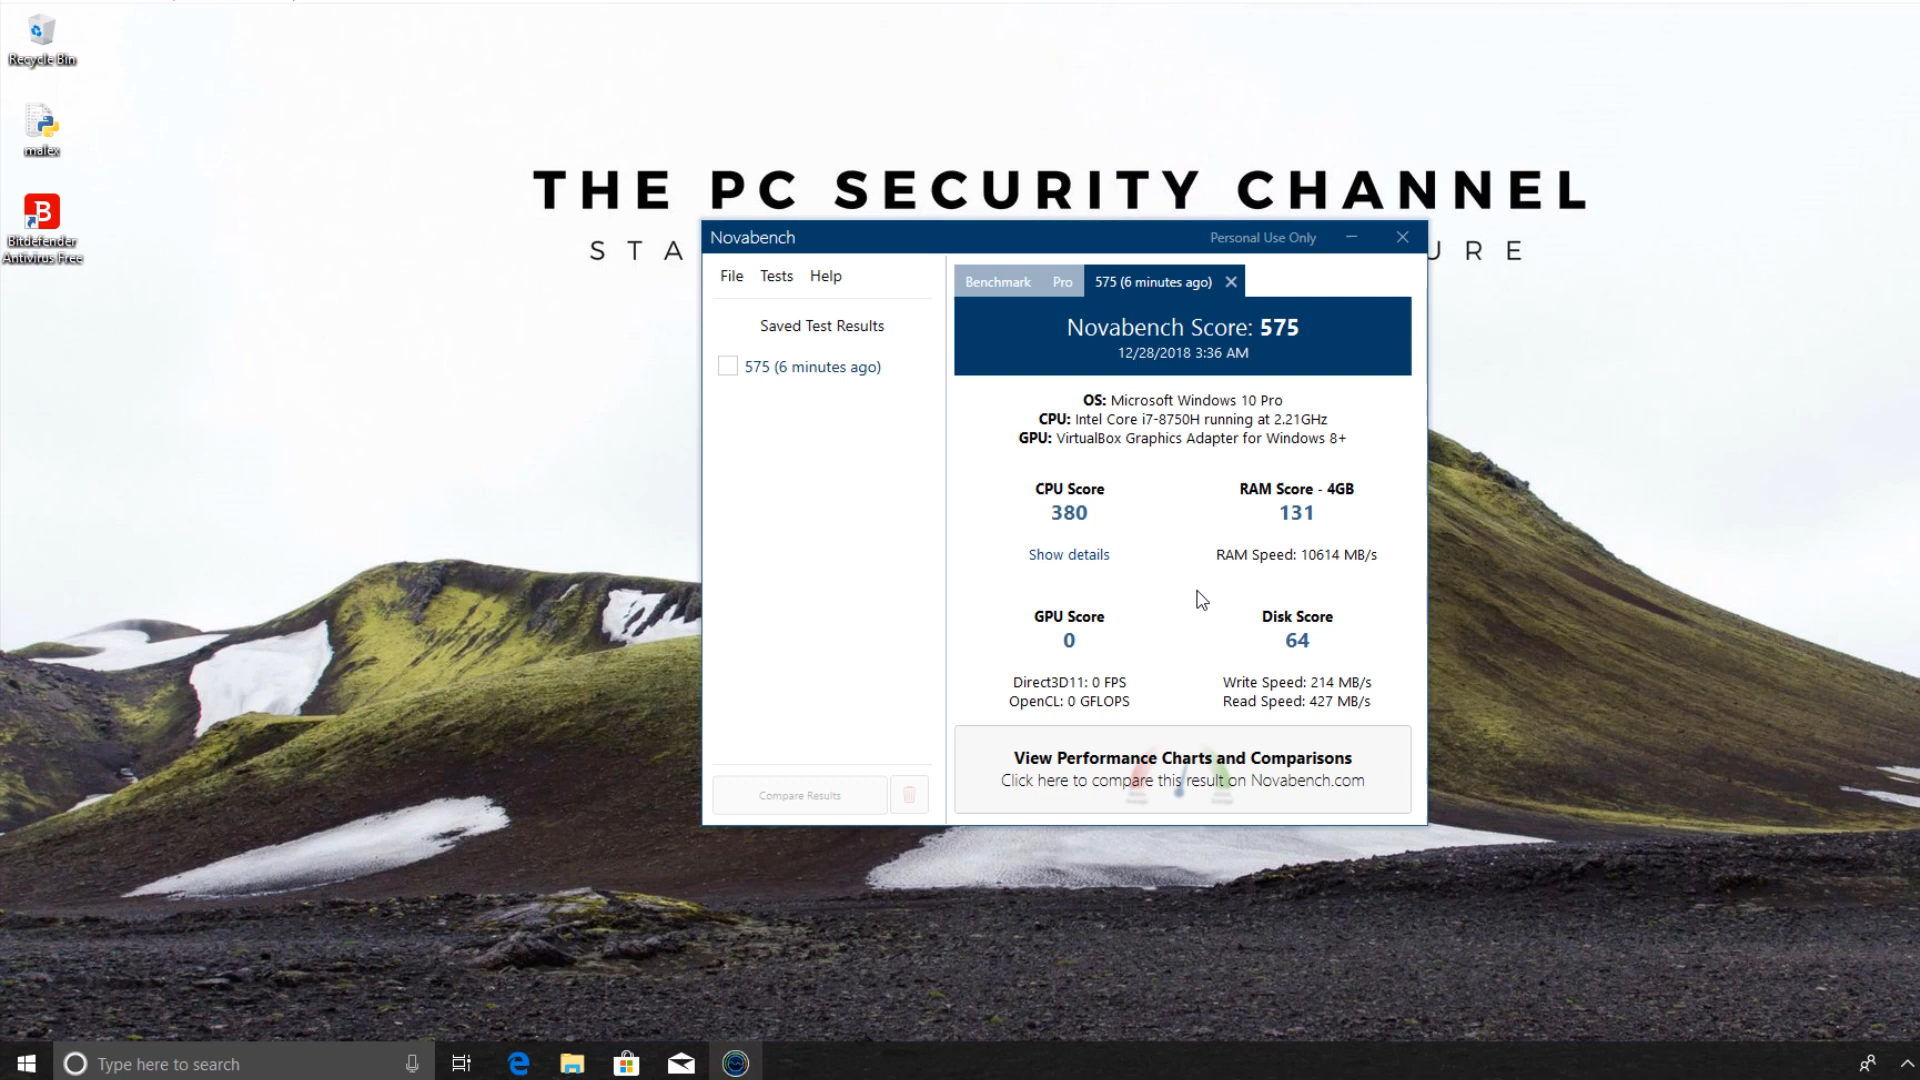 Recycle Bin
malex
Bitdefender
Antivirus Free
THE PC SECURITY CHANNEL
STA
URE
Novabench
Personal Use Only
File Tests Help
Saved Test Results
575 (6 minutes ago)
Compare Results
Benchmark Pro 575 (6 minutes ago)
Novabench Score: 575
12/28/2018 3:36 AM
OS: Microsoft Windows 10 Pro
CPU: Intel Core i7-8750H running at 2.21GHz
GPU: VirtualBox Graphics Adapter for Windows 8+
CPU Score
380
Show details
RAM Score - 4GB
131
RAM Speed: 10614 MB/s
GPU Score
0
Direct3D11: 0 FPS
OpenCL: 0 GFLOPS
Disk Score
64
Write Speed: 214 MB/s
Read Speed: 427 MB/s
View Performance Charts and Comparisons
Click here to compare this result on Novabench.com
Type here to search